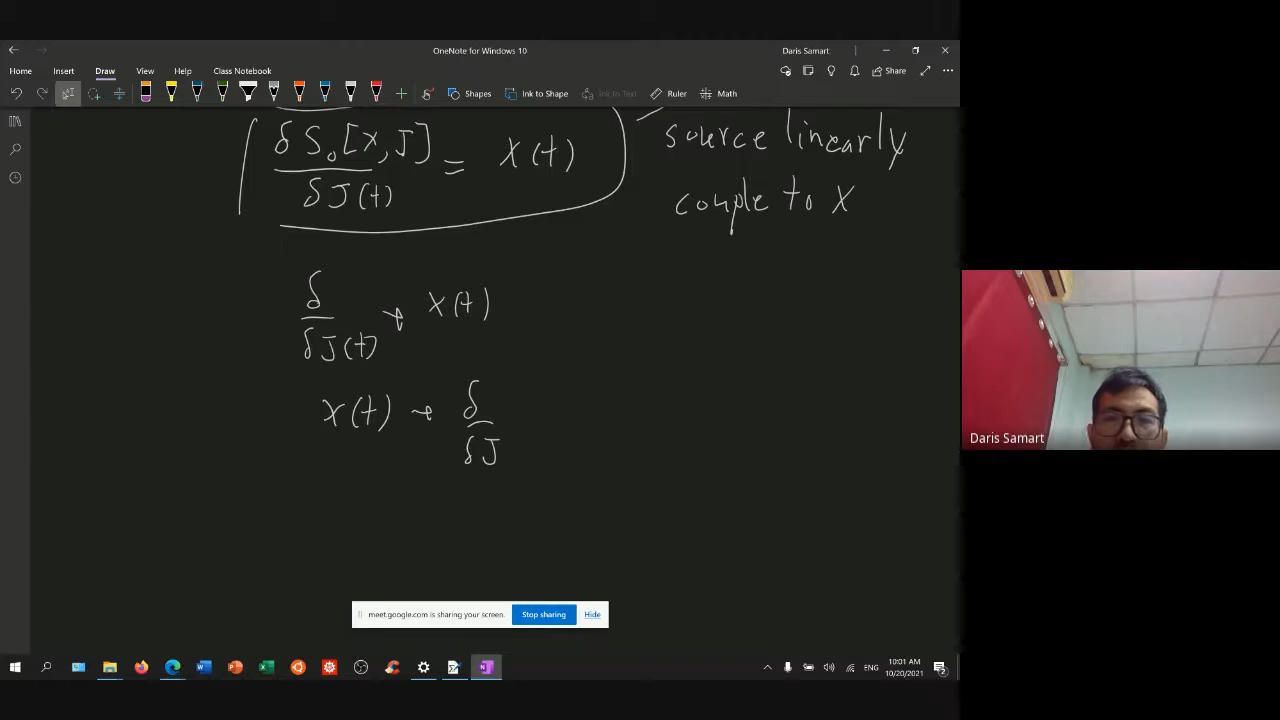 OneNote for Windows 10
Daris Samart
Home Insert Draw View Help Class Notebook
Share
Shapes
Ink to Shape
Ink to Text
Ruler
Math
δS₀[x,J] / δJ(t) = x(t)
source linearly
couple to x
δ / δJ(t) → x(t)
x(t) → δ / δJ
Daris Samart
meet.google.com is sharing your screen.
Stop sharing
Hide
ENG
10:01 AM
10/20/2021
2